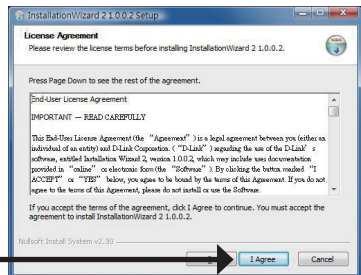 InstallationWizard 2 1.0.0.2 Setup
License Agreement
Please review the license terms before installing InstallationWizard 2 1.0.0.2.
Press Page Down to see the rest of the agreement.
End-User License Agreement
IMPORTANT — READ CAREFULLY
This End-User License Agreement (the “Agreement”) is a legal agreement between you (either an
individual of an entity) and D-Link Corporation. (“D-Link”) regarding the use of the D-Link’s
software, entitled Installation Wizard 2, version 1.0.0.2, which may include user documentation
provided in “online” or electronic form (the “Software”). By clicking the button marked “I
ACCEPT” or “YES” below, you agree to be bound by the terms of this Agreement. If you do not
agree to the terms of this Agreement, please do not install or use the Software.
If you accept the terms of the agreement, click I Agree to continue. You must accept the
agreement to install InstallationWizard 2 1.0.0.2.
Nullsoft Install System v2.30
I Agree
Cancel